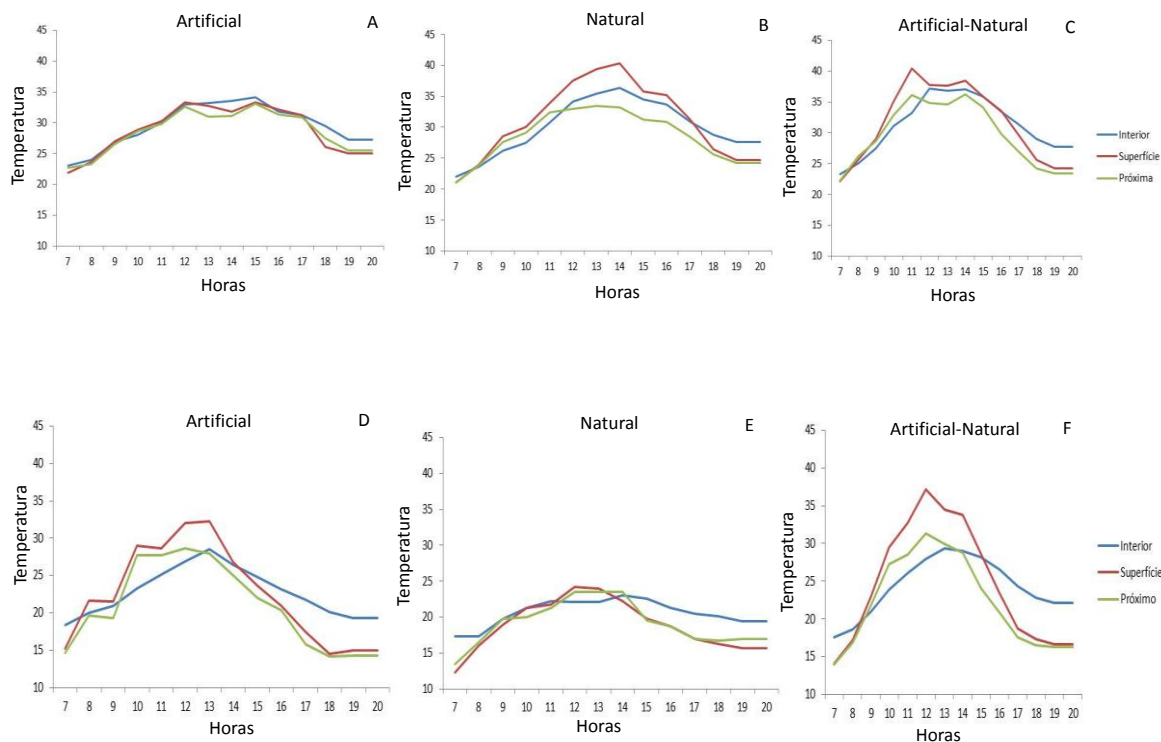 Artificial
A
Natural
B
Artificial-Natural
C
Temperatura
45
40
35
30
25
20
15
10
7 8 9 10 11 12 13 14 15 16 17 18 19 20
Horas
Temperatura
45
40
35
30
25
20
15
10
7 8 9 10 11 12 13 14 15 16 17 18 19 20
Horas
Temperatura
45
40
35
30
25
20
15
10
7 8 9 10 11 12 13 14 15 16 17 18 19 20
Horas
Interior
Superfície
Próxima
Artificial
D
Natural
E
Artificial-Natural
F
Temperatura
45
40
35
30
25
20
15
10
7 8 9 10 11 12 13 14 15 16 17 18 19 20
Horas
Temperatura
45
40
35
30
25
20
15
10
7 8 9 10 11 12 13 14 15 16 17 18 19 20
Horas
Temperatura
45
40
35
30
25
20
15
10
7 8 9 10 11 12 13 14 15 16 17 18 19 20
Horas
Interior
Superfície
Próximo